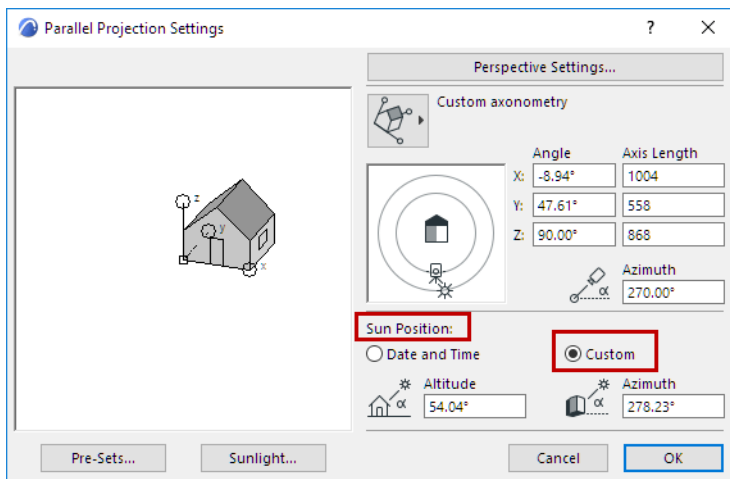 Parallel Projection Settings
?
Perspective Settings...
Custom axonometry
Angle Axis Length
X: -8.94° 1004
Y: 47.61° 558
Z: 90.00° 868
z
y
x
Azimuth
α 270.00°
Sun Position:
Date and Time Custom
Altitude Azimuth
α 54.04° α 278.23°
Pre-Sets... Sunlight... Cancel OK